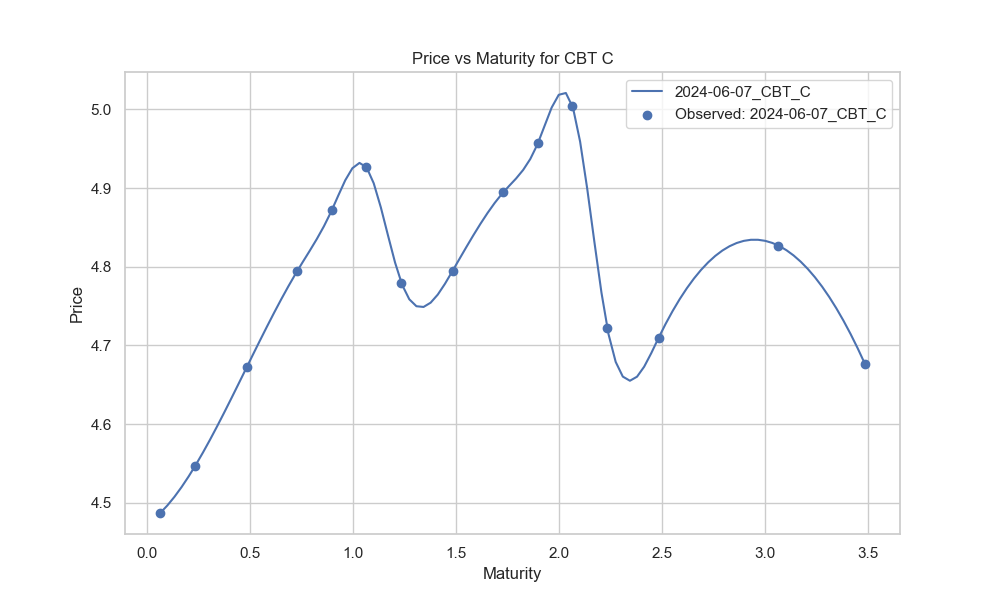 Price vs Maturity for CBT C
2024-06-07_CBT_C
Observed: 2024-06-07_CBT_C
Price
5.0
4.9
4.8
4.7
4.6
4.5
0.0 0.5 1.0 1.5 2.0 2.5 3.0 3.5
Maturity